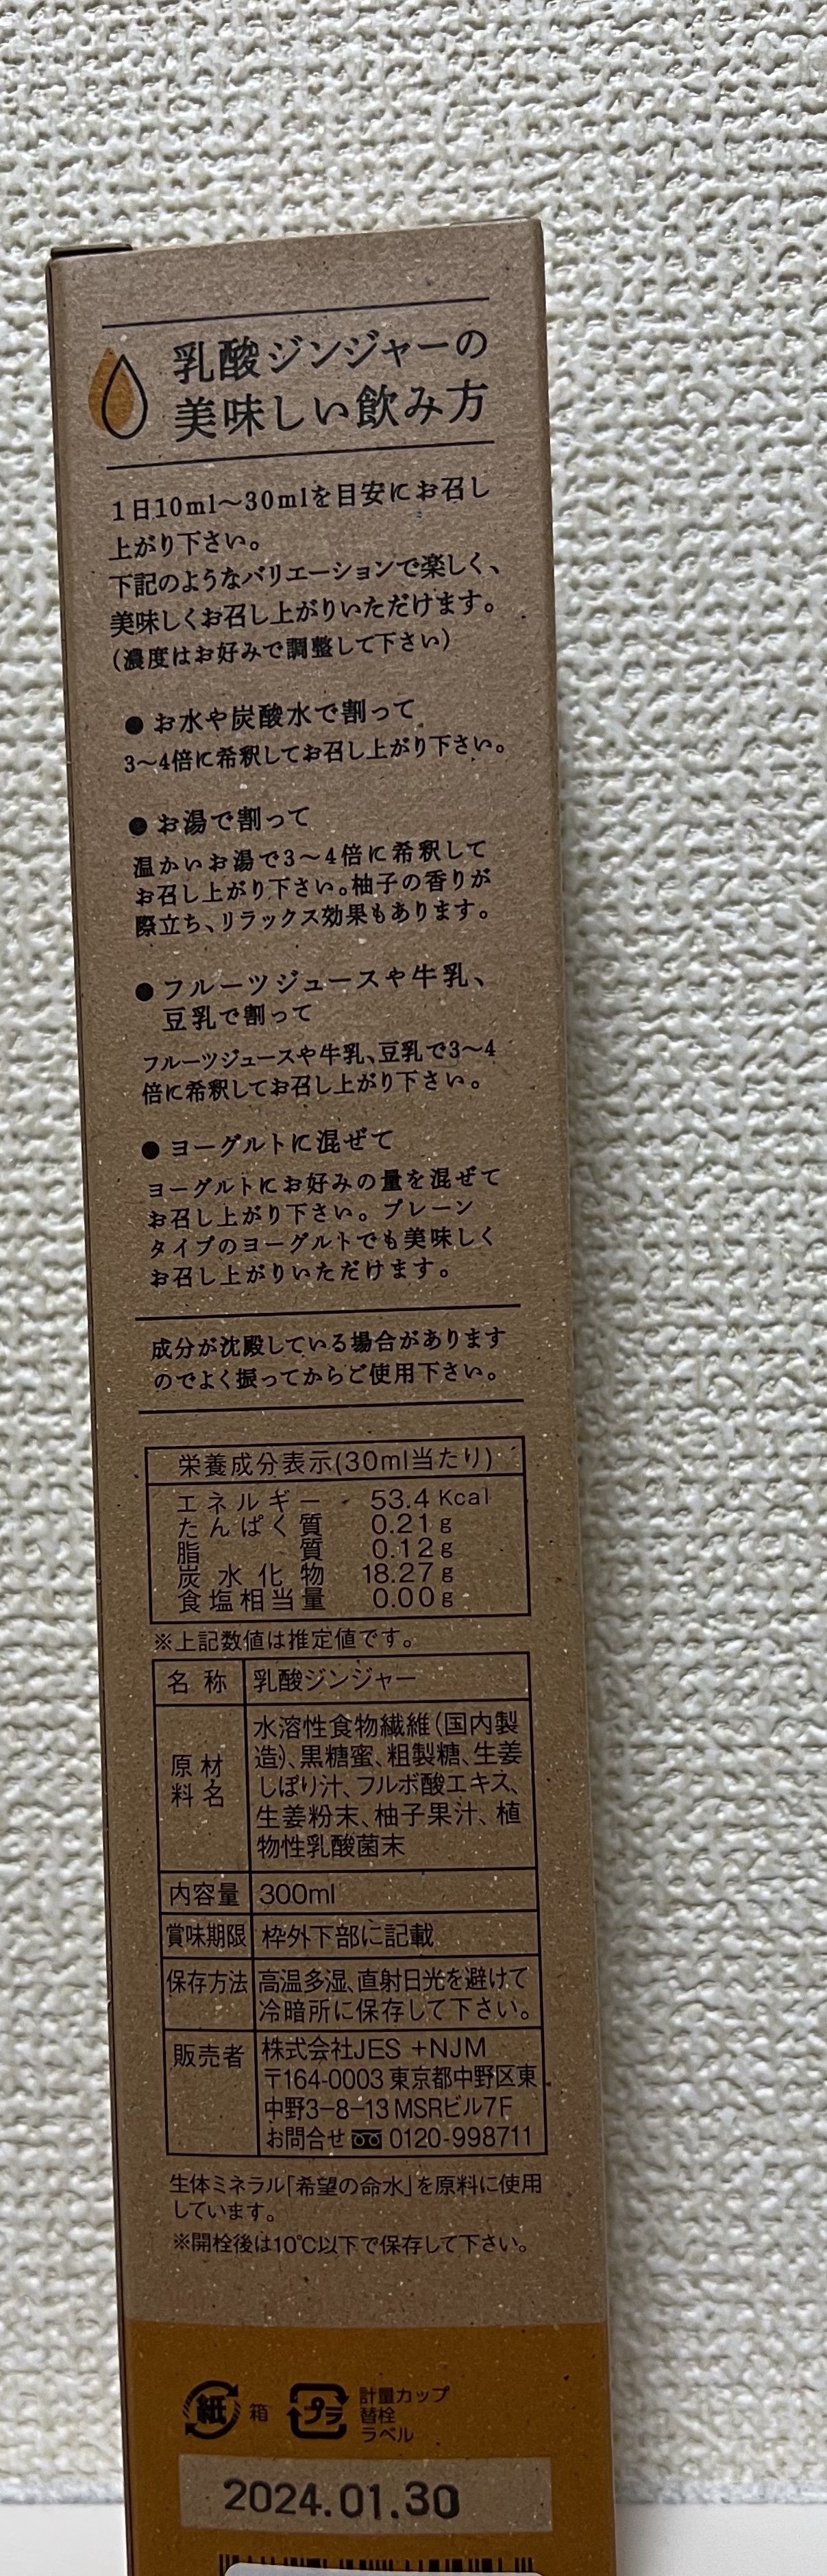 乳酸ジンジャーの
美味しい飲み方
1日10ml〜30mlを目安にお召し
上がり下さい。
下記のようなバリエーションで楽しく、
美味しくお召し上がりいただけます。
(濃度はお好みで調整して下さい)
● お水や炭酸水で割って
3〜4倍に希釈してお召し上がり下さい。
● お湯で割って
温かいお湯で3〜4倍に希釈して
お召し上がり下さい。柚子の香りが
際立ち、リラックス効果もあります。
● フルーツジュースや牛乳、
豆乳で割って
フルーツジュースや牛乳、豆乳で3〜4
倍に希釈してお召し上がり下さい。
● ヨーグルトに混ぜて
ヨーグルトにお好みの量を混ぜて
お召し上がり下さい。プレーン
タイプのヨーグルトでも美味しく
お召し上がりいただけます。
成分が沈殿している場合があります
のでよく振ってからご使用下さい。
栄養成分表示(30ml当たり)
エネルギー 53.4 Kcal
たんぱく質 0.21 g
脂質 0.12 g
炭水化物 18.27 g
食塩相当量 0.00 g
※上記数値は推定値です。
名称 乳酸ジンジャー
原材料名 水溶性食物繊維(国内製
造)、黒糖蜜、粗製糖、生姜
しぼり汁、フルボ酸エキス、
生姜粉末、柚子果汁、植
物性乳酸菌末
内容量 300ml
賞味期限 枠外下部に記載
保存方法 高温多湿、直射日光を避けて
冷暗所に保存して下さい。
販売者 株式会社JES +NJM
〒164-0003 東京都中野区東
中野3-8-13 MSRビル7F
お問合せ 0120-998711
生体ミネラル「希望の命水」を原料に使用
しています。
※開栓後は10℃以下で保存して下さい。
紙 箱 プラ 計量カップ
替栓
ラベル
2024.01.30